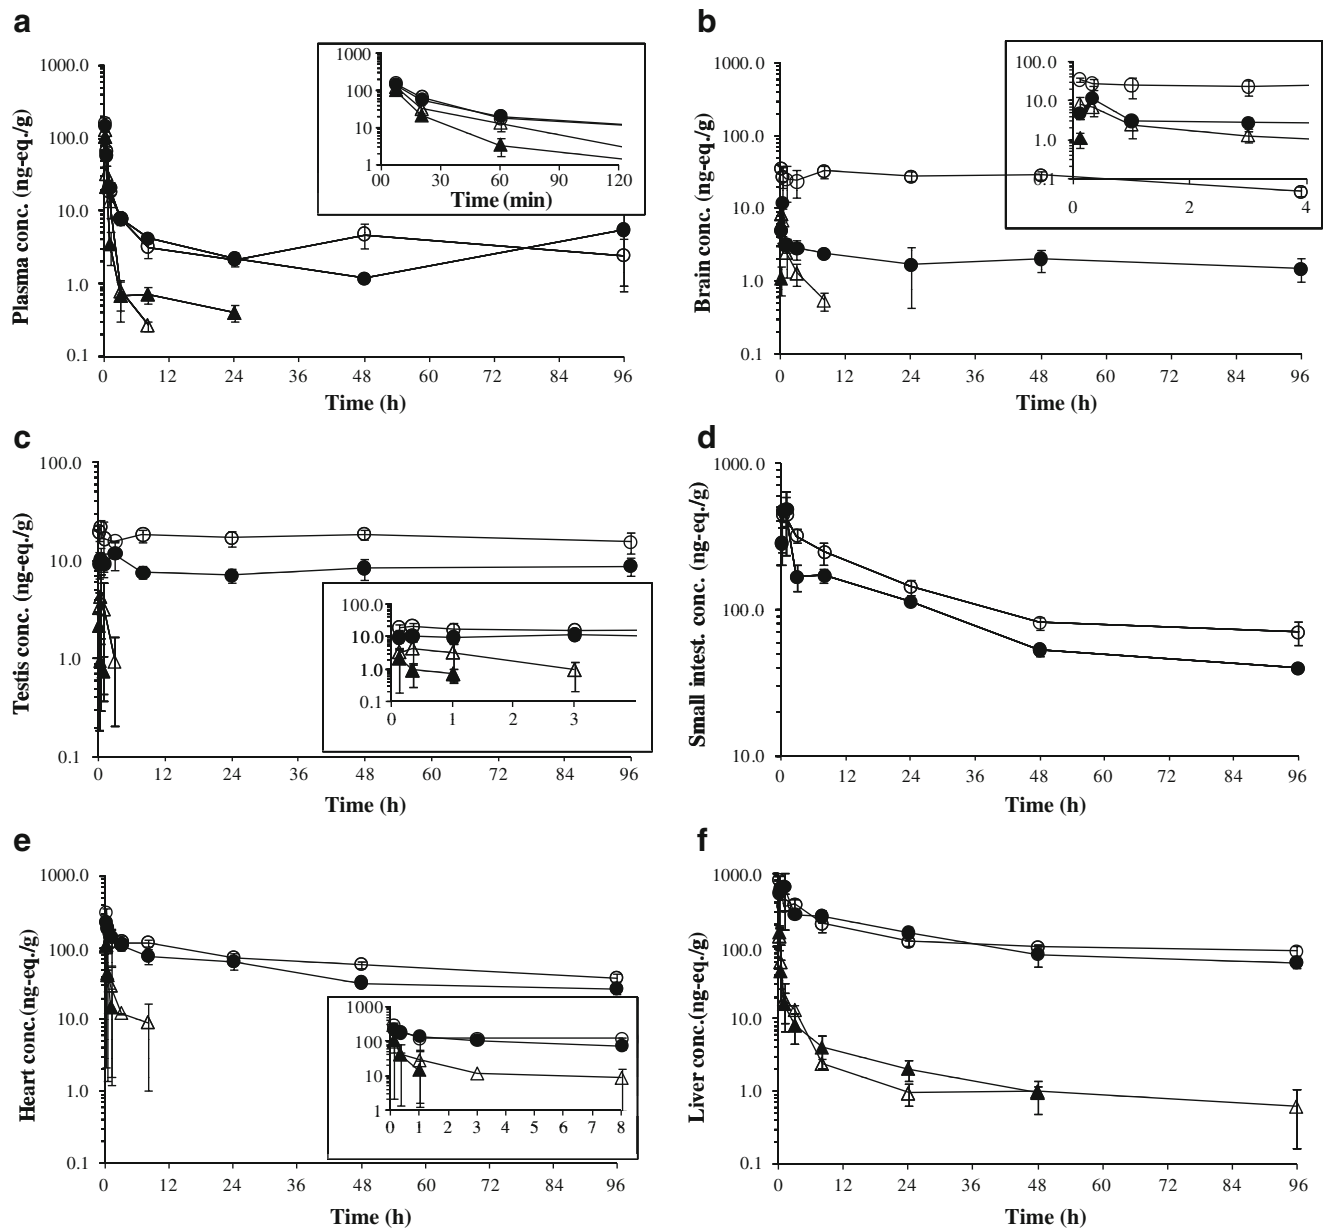 a
Plasma conc. (ng-eq./g)
1000.0
100.0
10.0
1.0
0.1
0 12 24 36 48 60 72 84 96
Time (h)
1000
100
10
1
00 30 60 90 120
Time (min)
b
Brain conc. (ng-eq./g)
1000.0
100.0
10.0
1.0
0.1
0 12 24 36 48 60 72 84 96
Time (h)
100.0
10.0
1.0
0.1
0 2 4
c
Testis conc. (ng-eq./g)
100.0
10.0
1.0
0.1
0 12 24 36 48 60 72 84 96
Time (h)
100.0
10.0
1.0
0.1
0 1 2 3
d
Small intest. conc. (ng-eq./g)
1000.0
100.0
10.0
0 12 24 36 48 60 72 84 96
Time (h)
e
Heart conc.(ng-eq./g)
1000.0
100.0
10.0
1.0
0.1
0 12 24 36 48 60 72 84 96
Time (h)
1000
100
10
1
0 1 2 3 4 5 6 7 8
f
Liver conc.(ng-eq./g)
1000.0
100.0
10.0
1.0
0.1
0 12 24 36 48 60 72 84 96
Time (h)